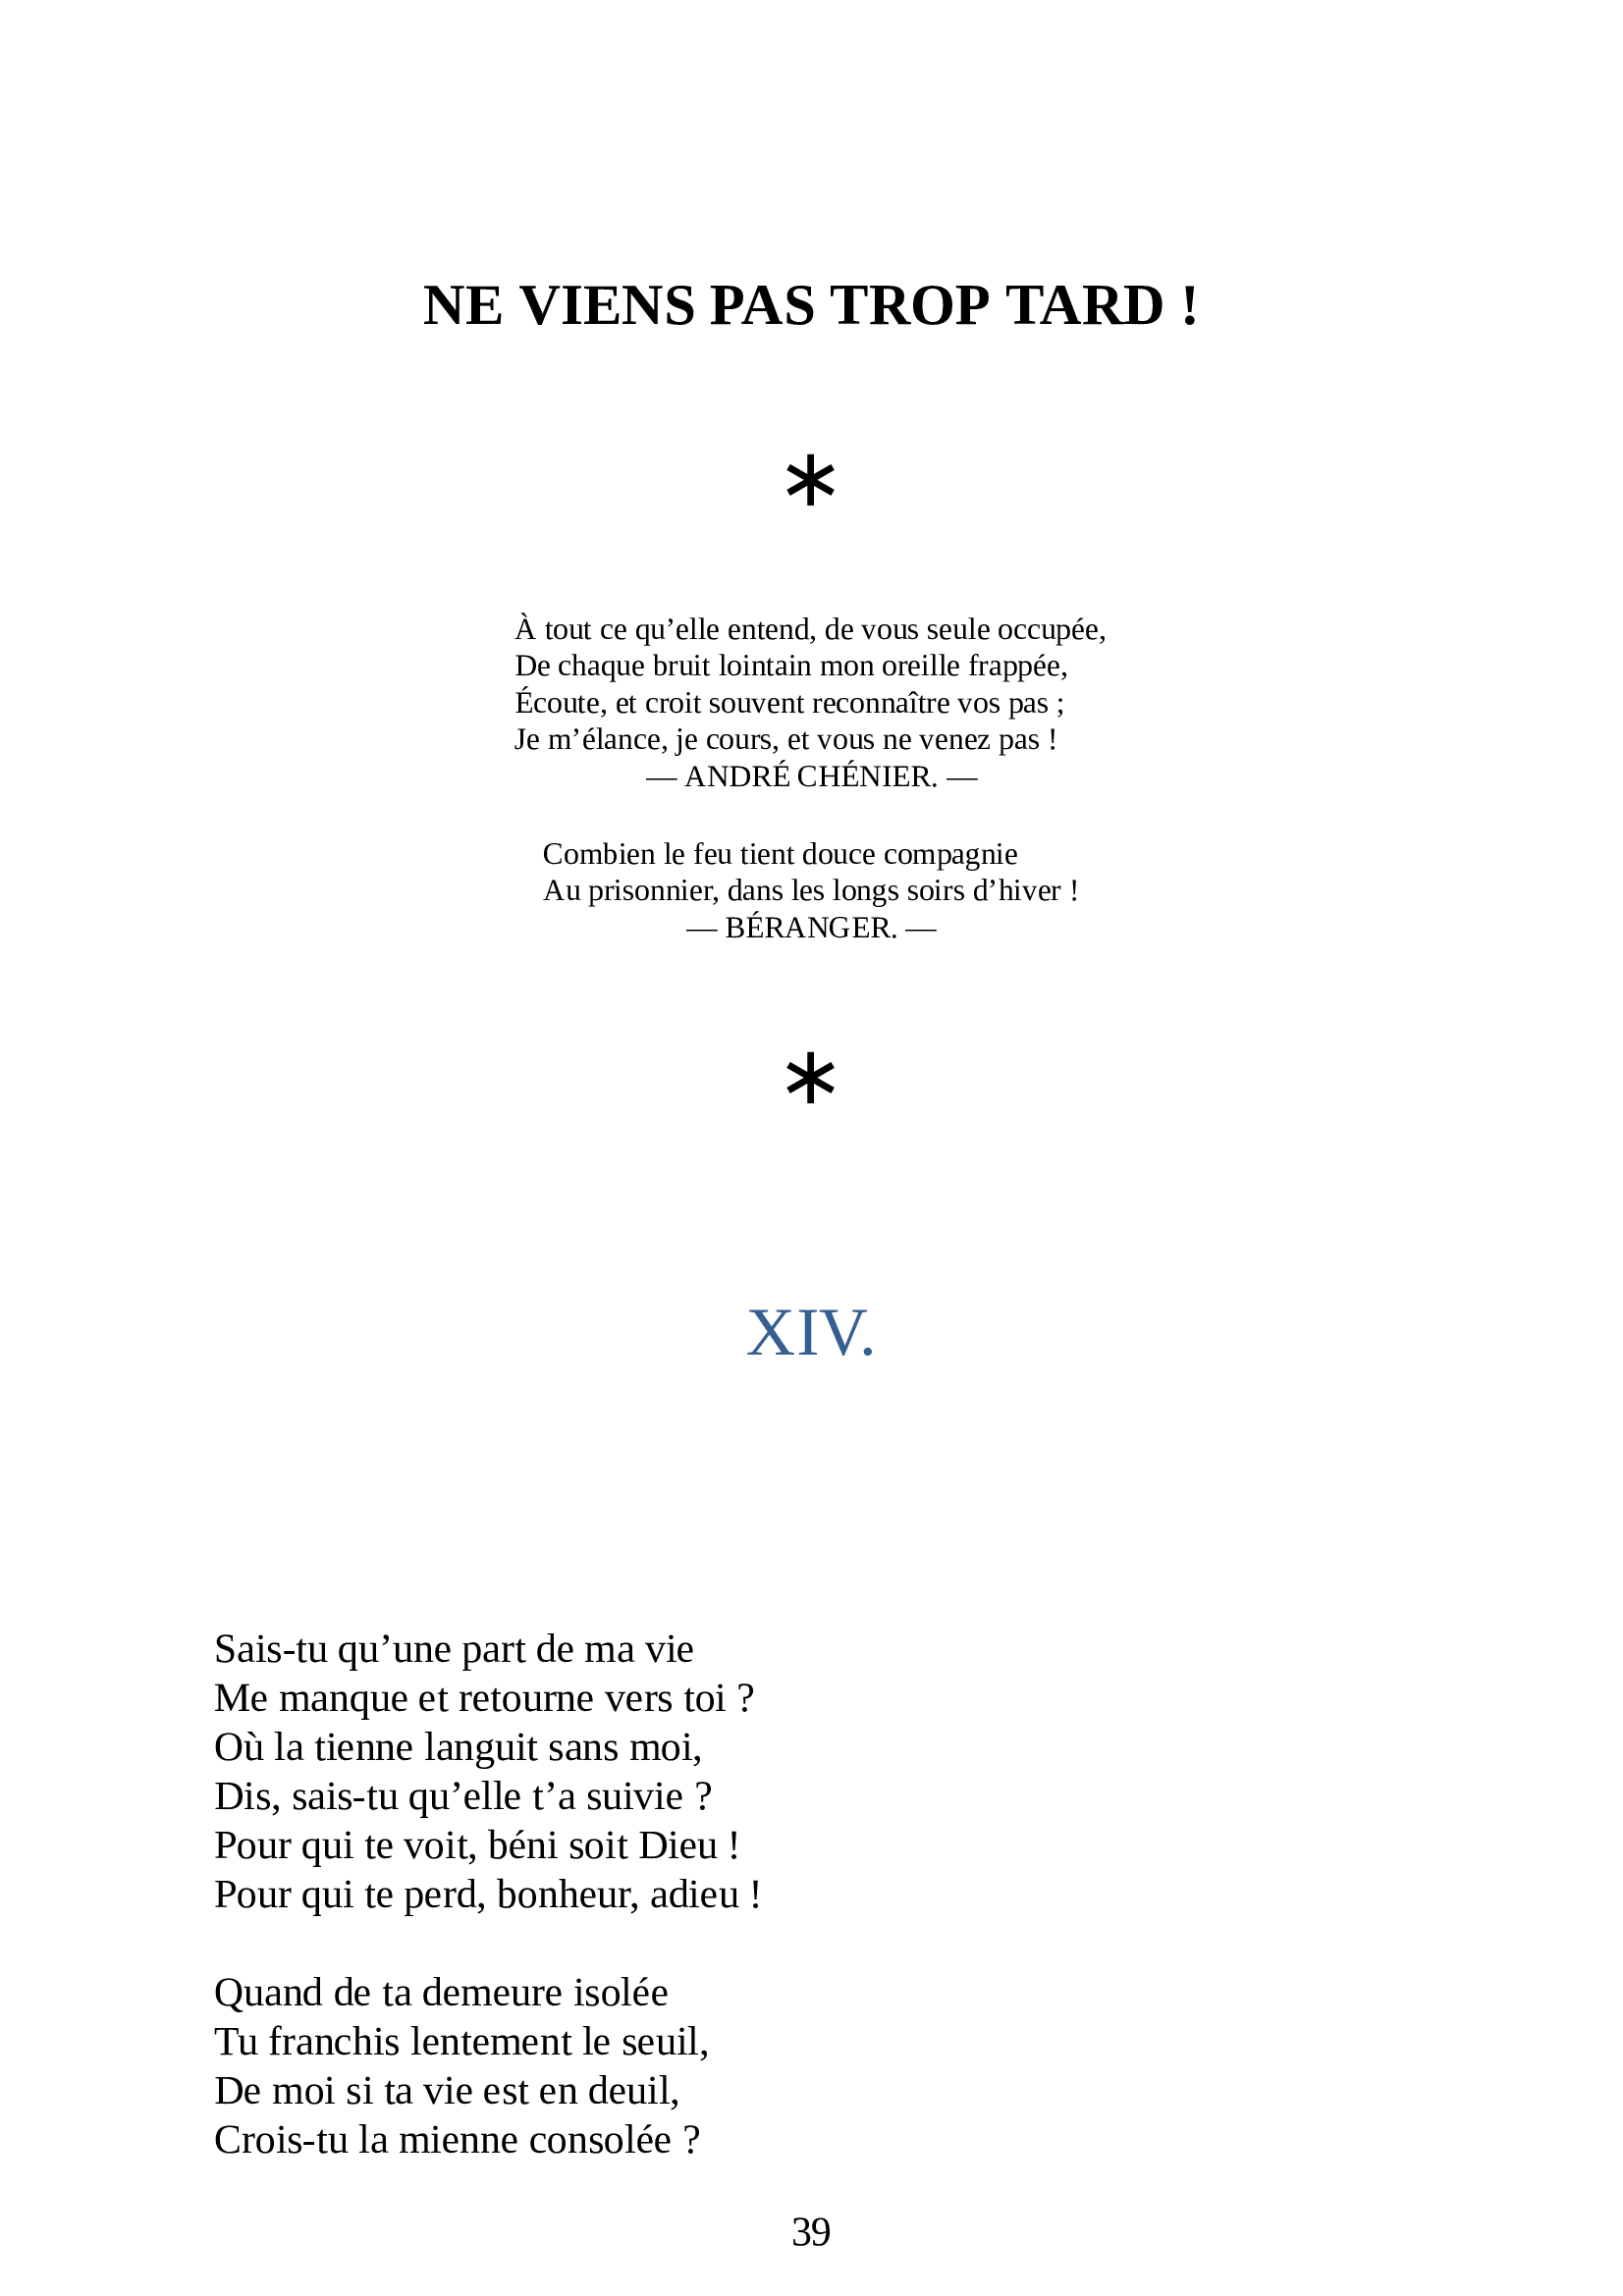 NE VIENS PAS TROP TARD !
*
À tout ce qu’elle entend, de vous seule occupée,
De chaque bruit lointain mon oreille frappée,
Écoute, et croit souvent reconnaître vos pas ;
Je m’élance, je cours, et vous ne venez pas !
— ANDRÉ CHÉNIER. —
Combien le feu tient douce compagnie
Au prisonnier, dans les longs soirs d’hiver !
— BÉRANGER. —
*
XIV.
Sais-tu qu’une part de ma vie
Me manque et retourne vers toi ?
Où la tienne languit sans moi,
Dis, sais-tu qu’elle t’a suivie ?
Pour qui te voit, béni soit Dieu !
Pour qui te perd, bonheur, adieu !
Quand de ta demeure isolée
Tu franchis lentement le seuil,
De moi si ta vie est en deuil,
Crois-tu la mienne consolée ?
39